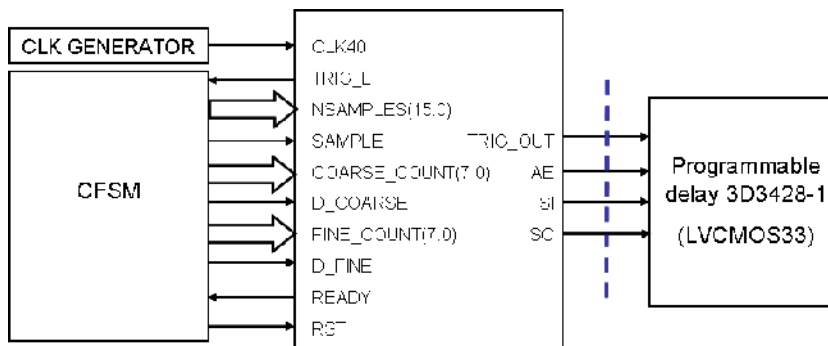 CLK GENERATOR
CFSM
CLK40
TRIG_L
NSAMPLES(15:0)
SAMPLE
COARSE_COUNT(7:0)
D_COARSE
FINE_COUNT(7:0)
D_FINE
READY
RST
TRIG_OUT
AE
SI
SC
Programmable
delay 3D3428-1
(LVCMOS33)